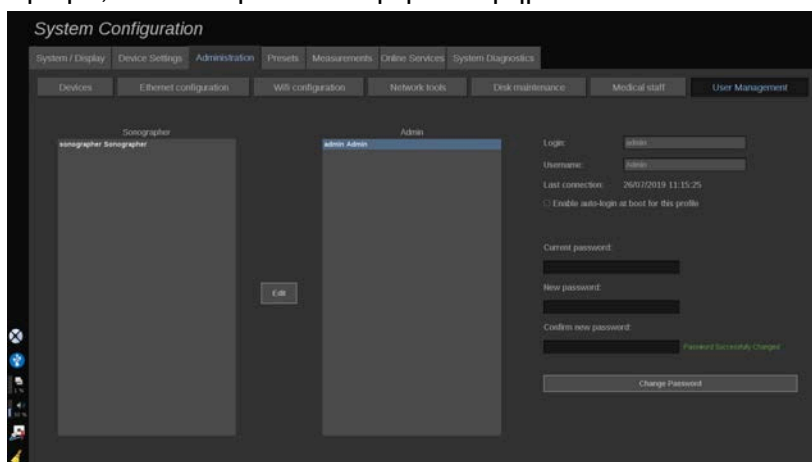 System Configuration
System / Display Device Settings Administration Presets Measurements Online Services System Diagnostics
Devices Ethernet configuration Wifi configuration Network tools Disk maintenance Medical staff User Management
Sonographer Admin
sonographer Sonographer admin Admin
Login: admin
Username: Admin
Last connection: 26/07/2019 11:15:25
Enable auto-login at boot for this profile
Current password:
Edit
New password:
Confirm new password:
Password Successfully Changed
Change Password